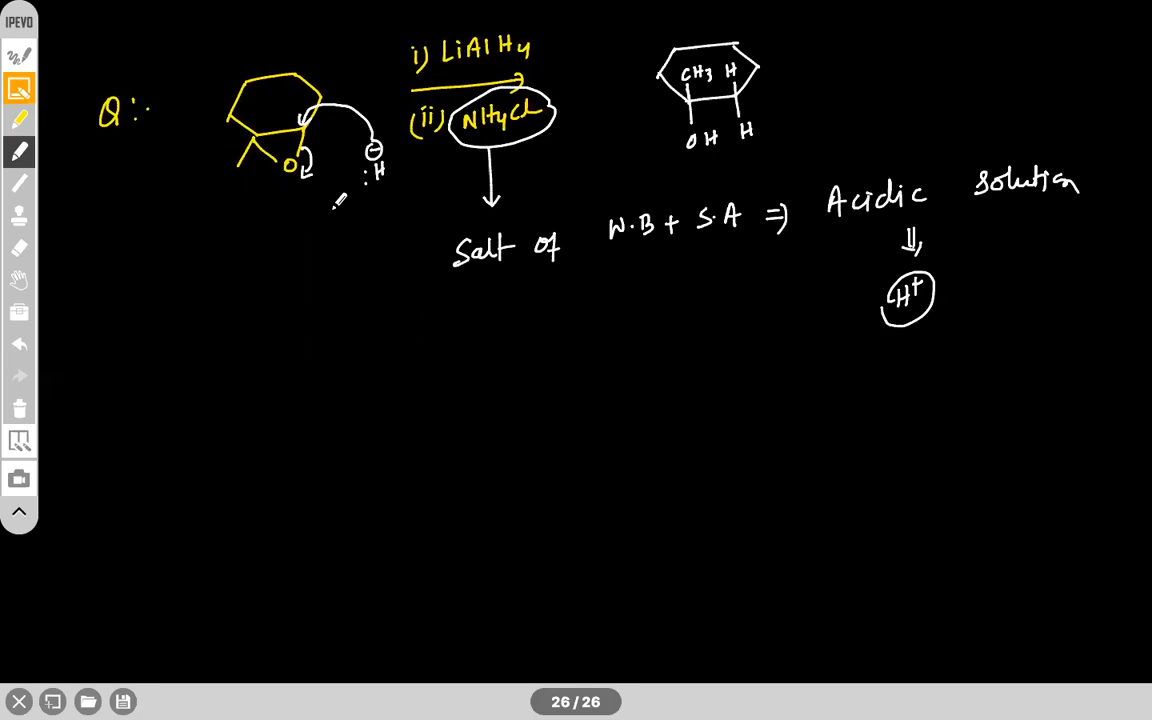 IPEVO
i) LiAlH4
Q :-
(ii) NH4Cl
O
:H
CH3 H
OH H
Salt of W.B + S.A => Acidic Solution
H+
26 / 26